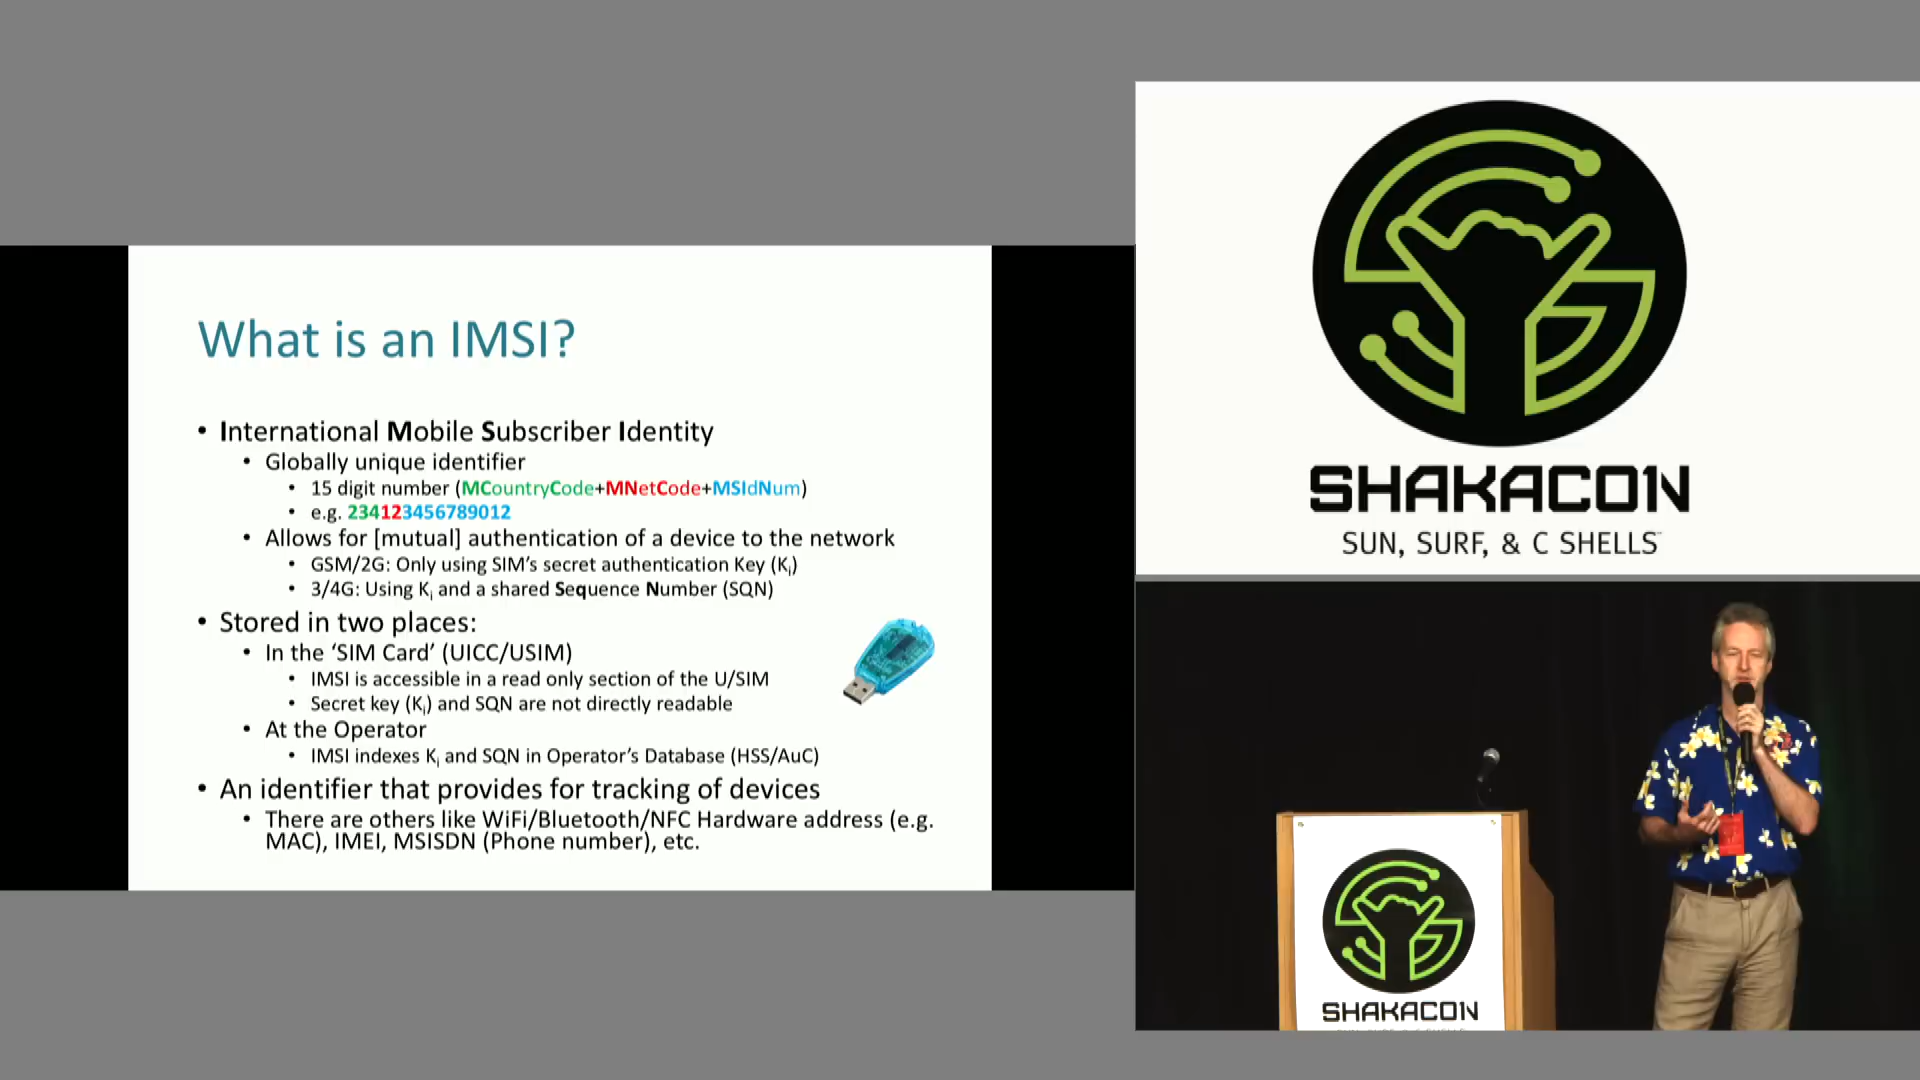 What is an IMSI?
• International Mobile Subscriber Identity
• Globally unique identifier
• 15 digit number (MCountryCode+MNetCode+MSIdNum)
• e.g. 234123456789012
• Allows for [mutual] authentication of a device to the network
• GSM/2G: Only using SIM's secret authentication Key (Ki)
• 3/4G: Using Ki and a shared SeQuence Number (SQN)
• Stored in two places:
• In the ‘SIM Card’ (UICC/USIM)
• IMSI is accessible in a read only section of the U/SIM
• Secret key (Ki) and SQN are not directly readable
• At the Operator
• IMSI indexes Ki and SQN in Operator's Database (HSS/AuC)
• An identifier that provides for tracking of devices
• There are others like WiFi/Bluetooth/NFC Hardware address (e.g.
MAC), IMEI, MSISDN (Phone number), etc.
SHAKACON
SUN, SURF, & C SHELLS
SHAKACON